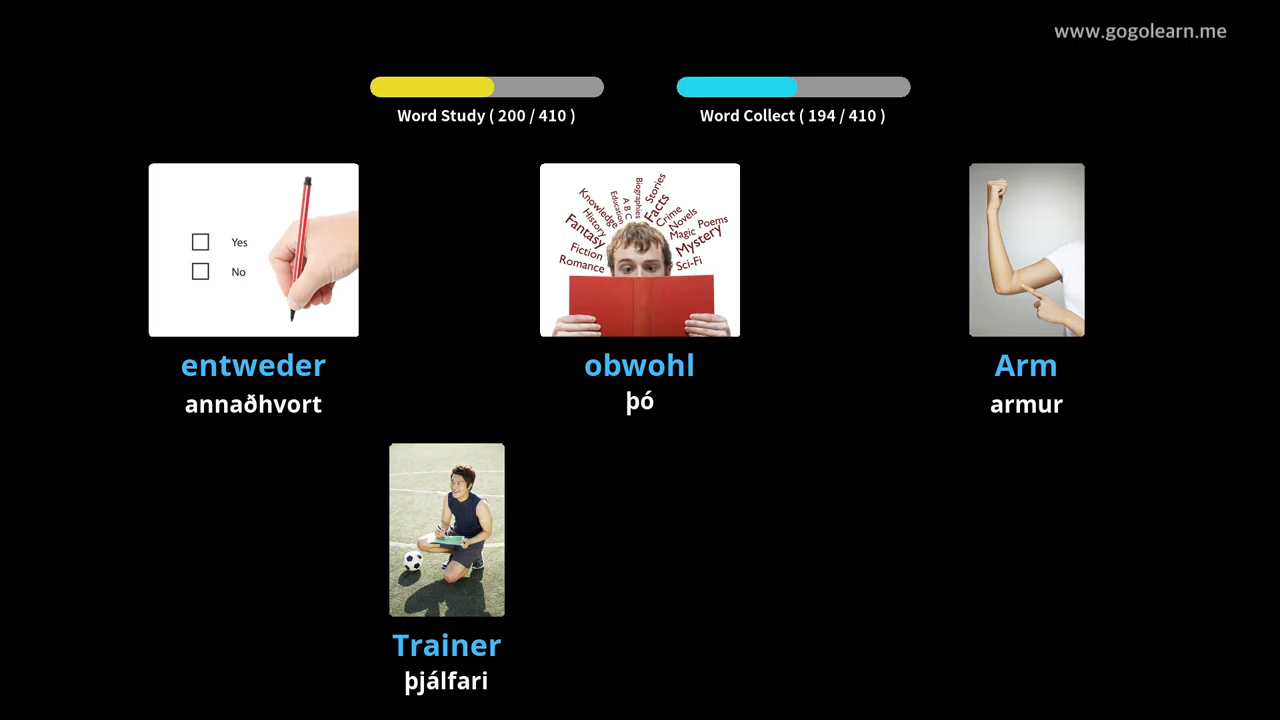 www.gogolearn.me
Word Study ( 200 / 410 )
Word Collect ( 194 / 410 )
Yes
No
Knowledge
History
Fantasy
Fiction
Romance
Education
A B C
Biographies
Stories
Facts
Crime
Novels
Magic
Poems
Mystery
Sci-Fi
entweder
annaðhvort
obwohl
þó
Arm
armur
Trainer
þjálfari